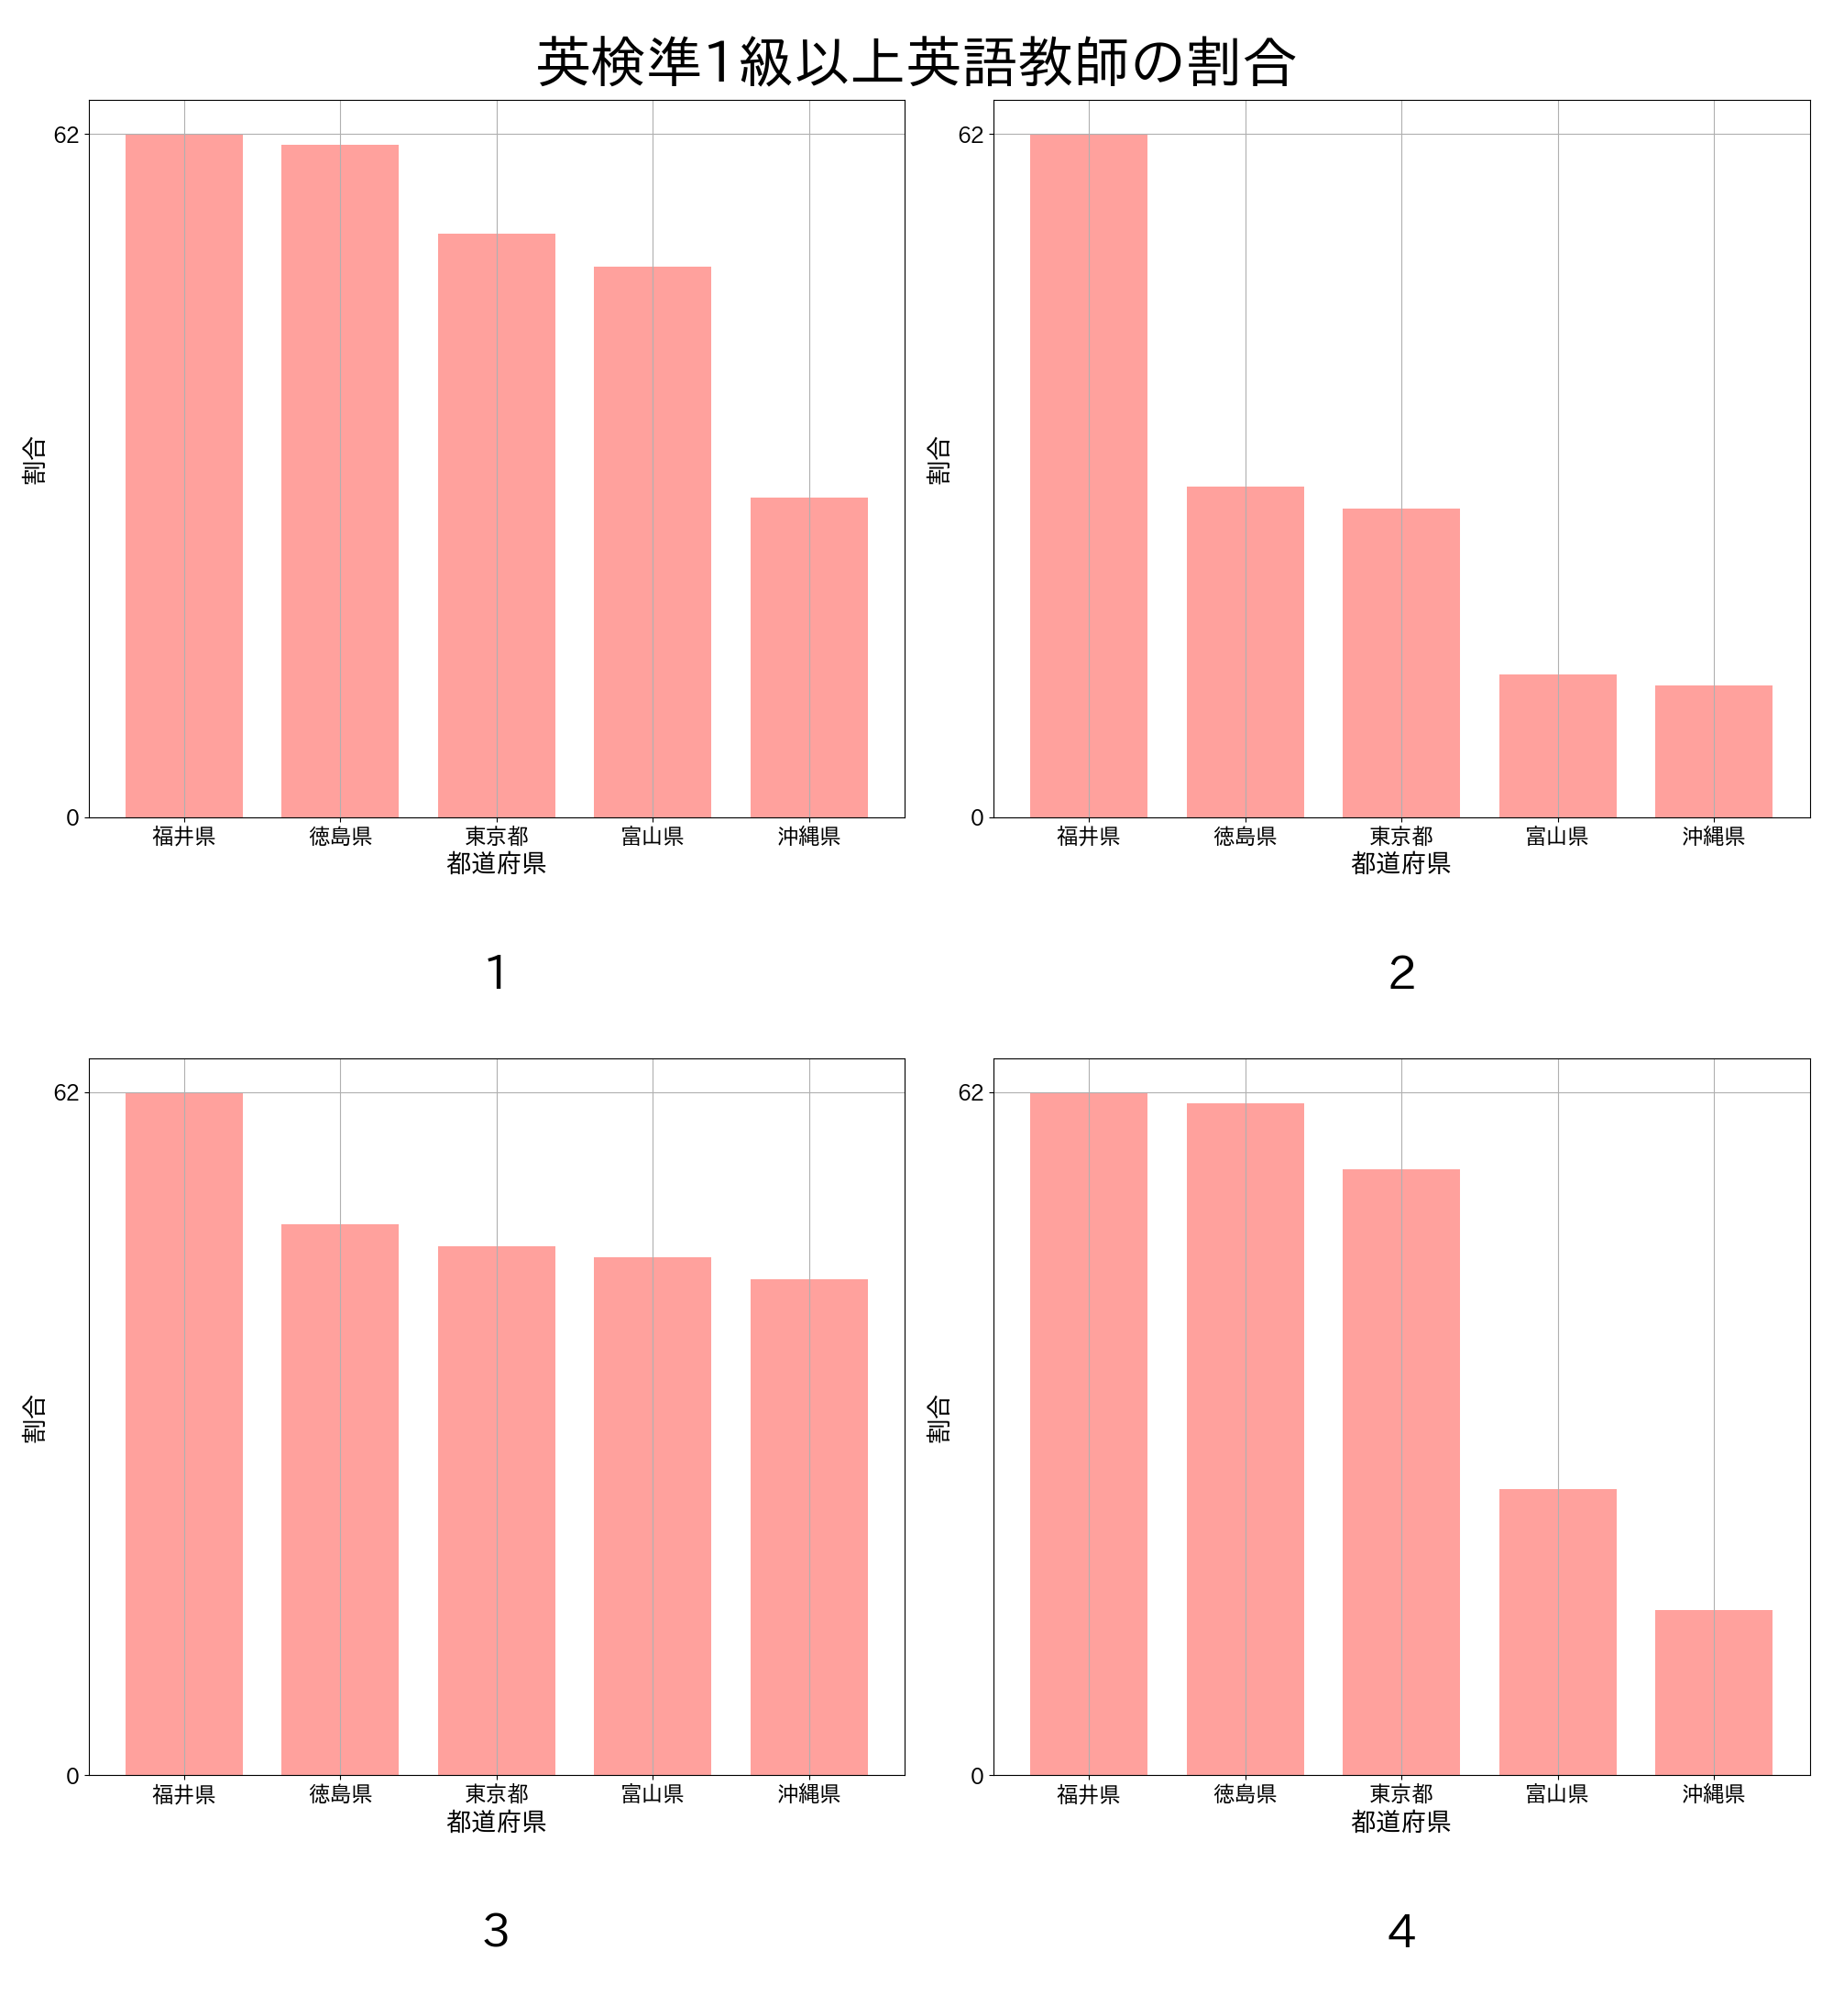 英検準1級以上英語教師の割合
62
0
割合
福井県 徳島県 東京都 富山県 沖縄県
都道府県
1
62
0
割合
福井県 徳島県 東京都 富山県 沖縄県
都道府県
2
62
0
割合
福井県 徳島県 東京都 富山県 沖縄県
都道府県
3
62
0
割合
福井県 徳島県 東京都 富山県 沖縄県
都道府県
4